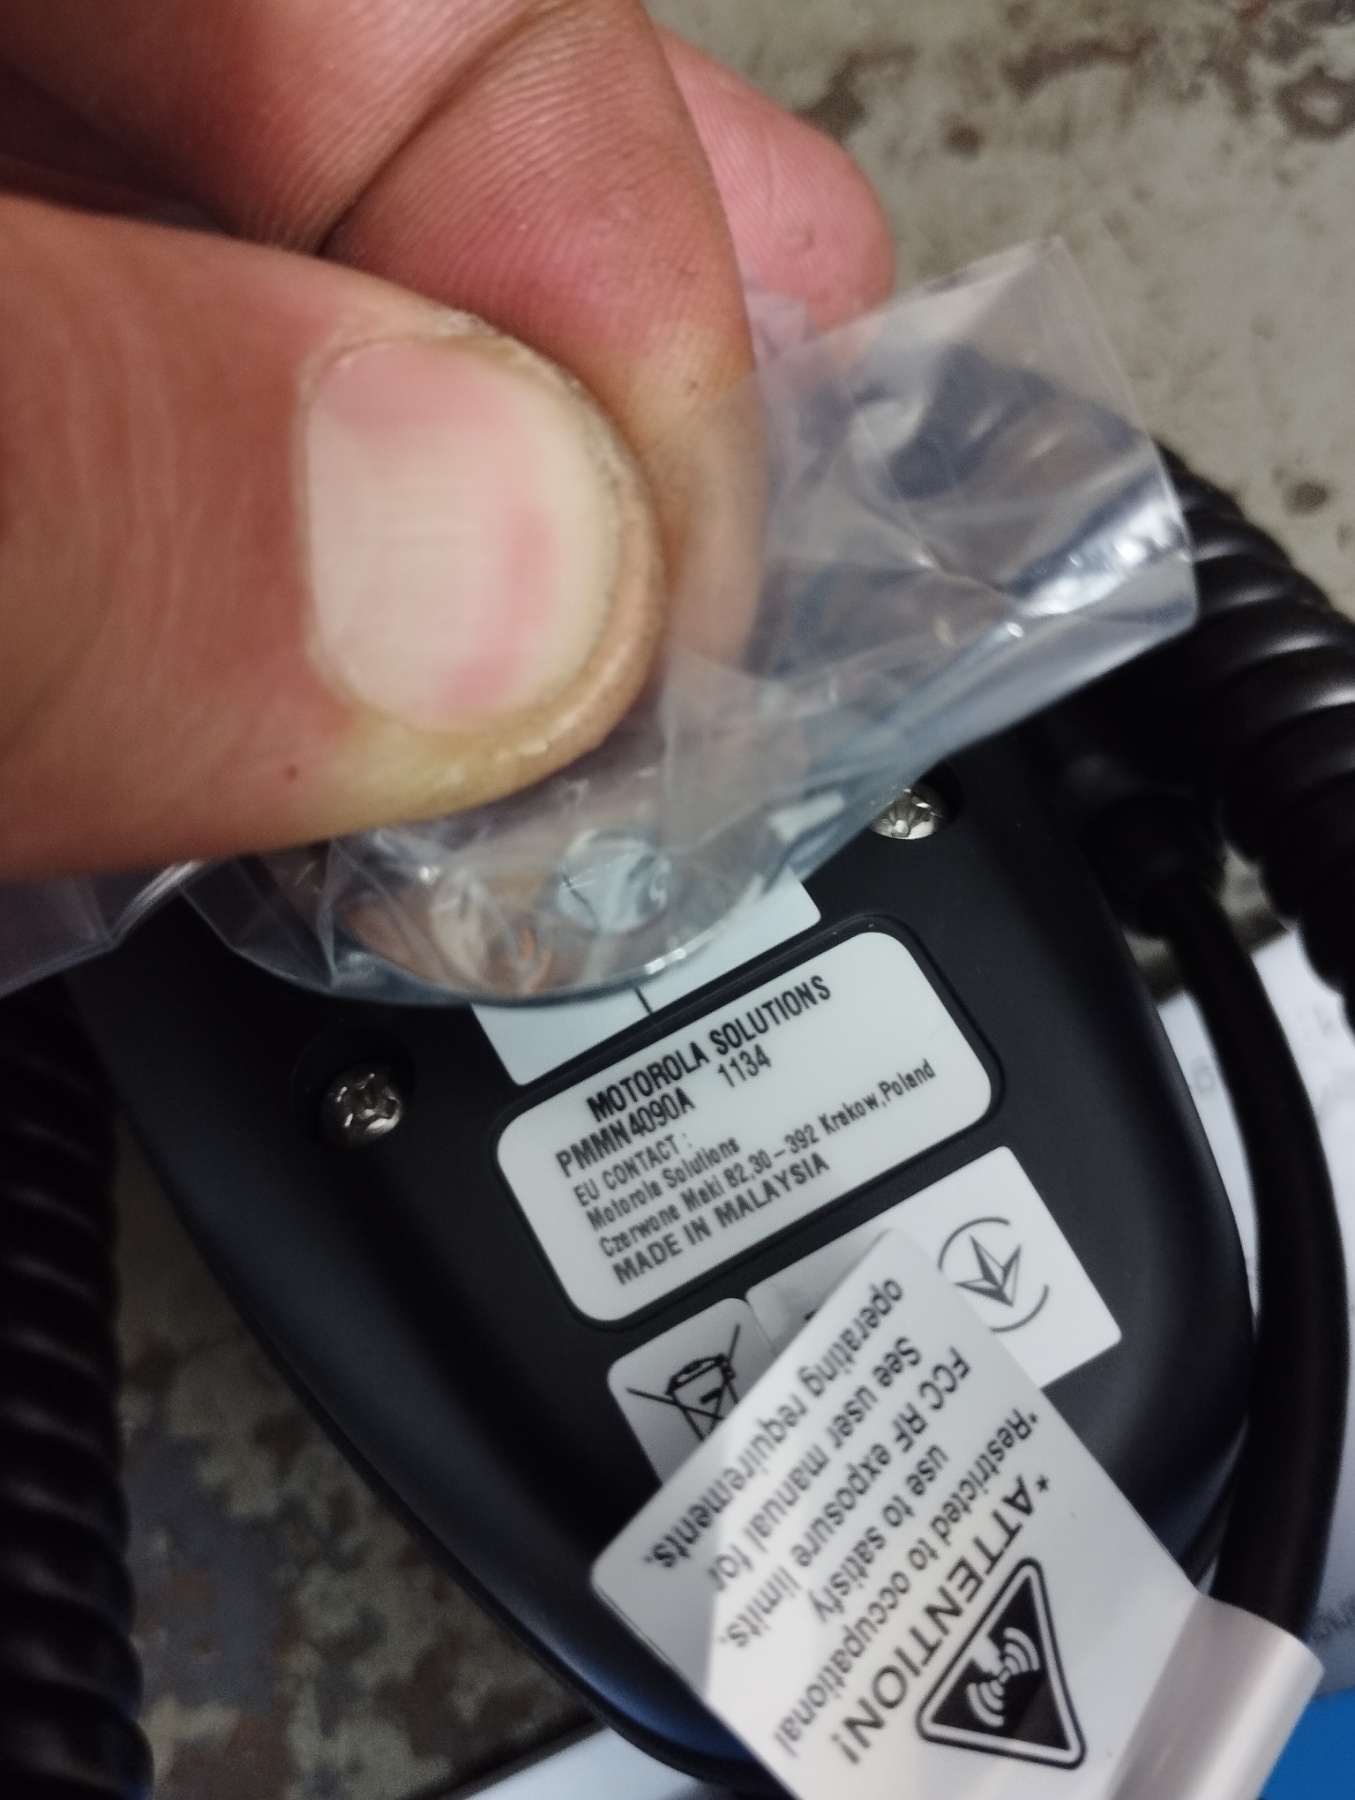 MOTOROLA SOLUTIONS
PMMN4090A 1134
EU CONTACT :
Motorola Solutions
Czerwone Maki 82,30-392 Krakow,Poland
MADE IN MALAYSIA
*ATTENTION!
*Restricted to occcupational
use to satisfy
FCC RF exposure limits.
See user manual for
operating requirements.